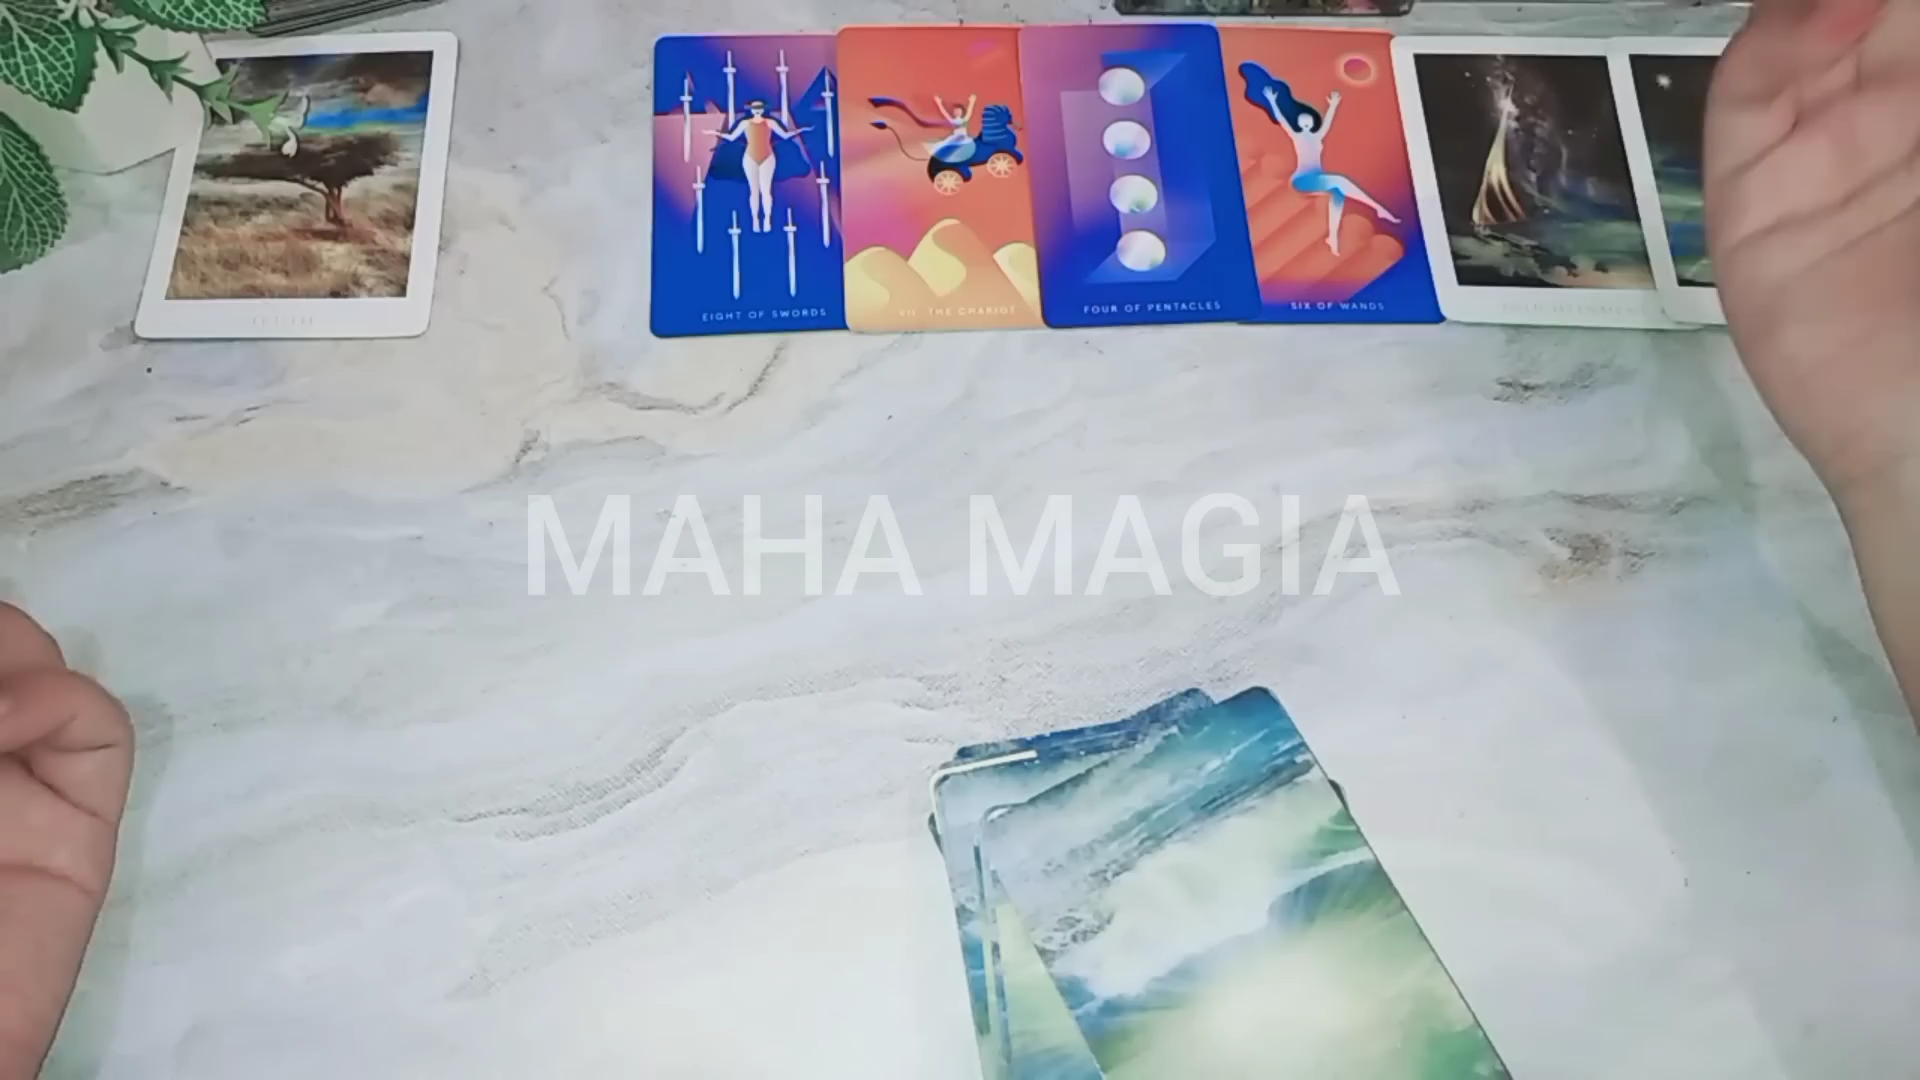 EIGHT OF SWORDS
VII. THE CHARIOT
FOUR OF PENTACLES
SIX OF WANDS
MAHA MAGIA